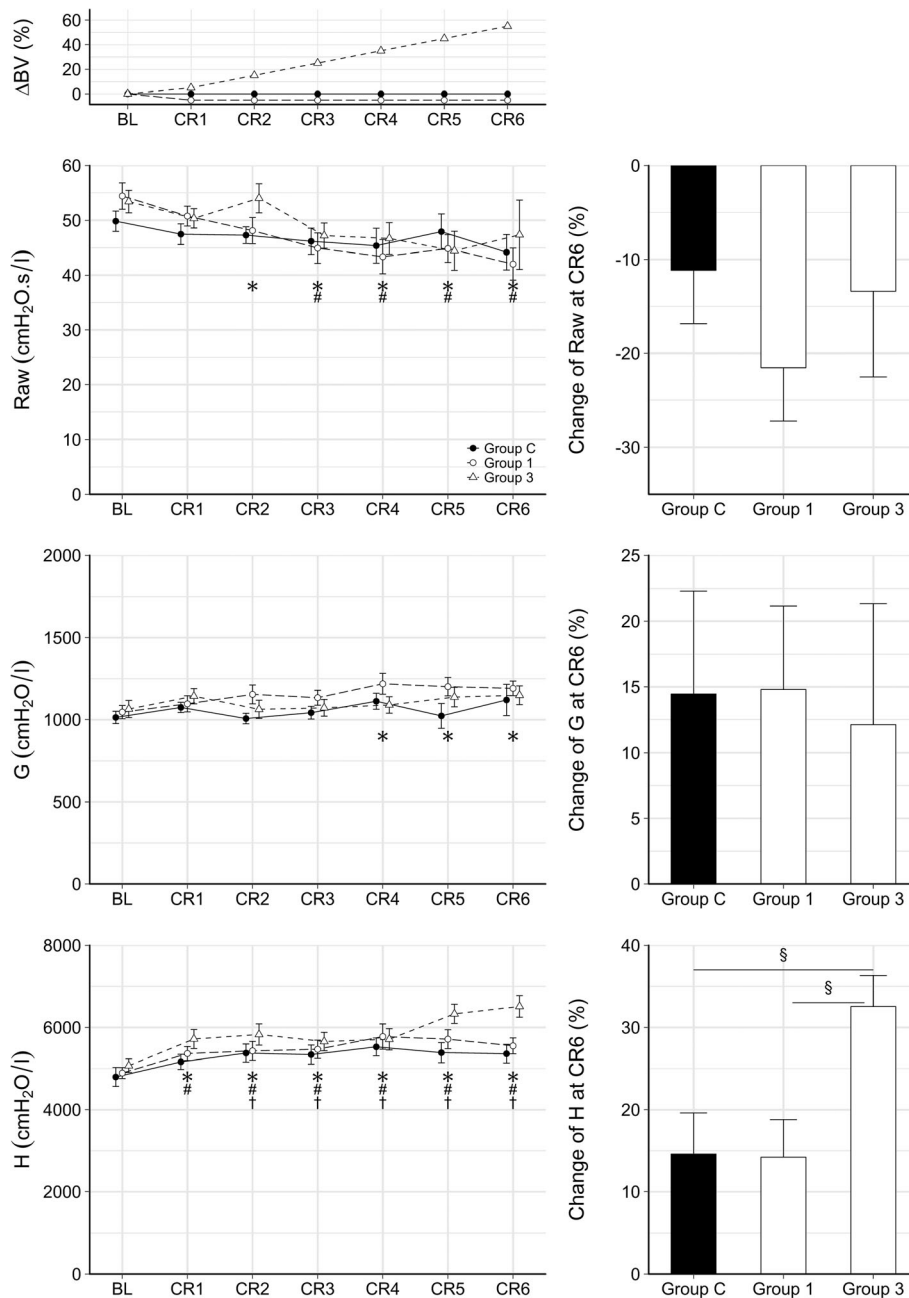 ΔBV (%)
60
40
20
0
BL CR1 CR2 CR3 CR4 CR5 CR6
Raw (cmH₂O.s/l)
60
50
40
30
20
10
0
* * * * *
# # # #
Group C
Group 1
Group 3
BL CR1 CR2 CR3 CR4 CR5 CR6
Change of Raw at CR6 (%)
0
-10
-20
-30
Group C Group 1 Group 3
G (cmH₂O/l)
2000
1500
1000
500
0
* * *
BL CR1 CR2 CR3 CR4 CR5 CR6
Change of G at CR6 (%)
25
20
15
10
5
0
Group C Group 1 Group 3
H (cmH₂O/l)
8000
6000
4000
2000
0
* * * * * *
# # # # # #
† † † † †
BL CR1 CR2 CR3 CR4 CR5 CR6
Change of H at CR6 (%)
40
30
20
10
0
§
§
Group C Group 1 Group 3